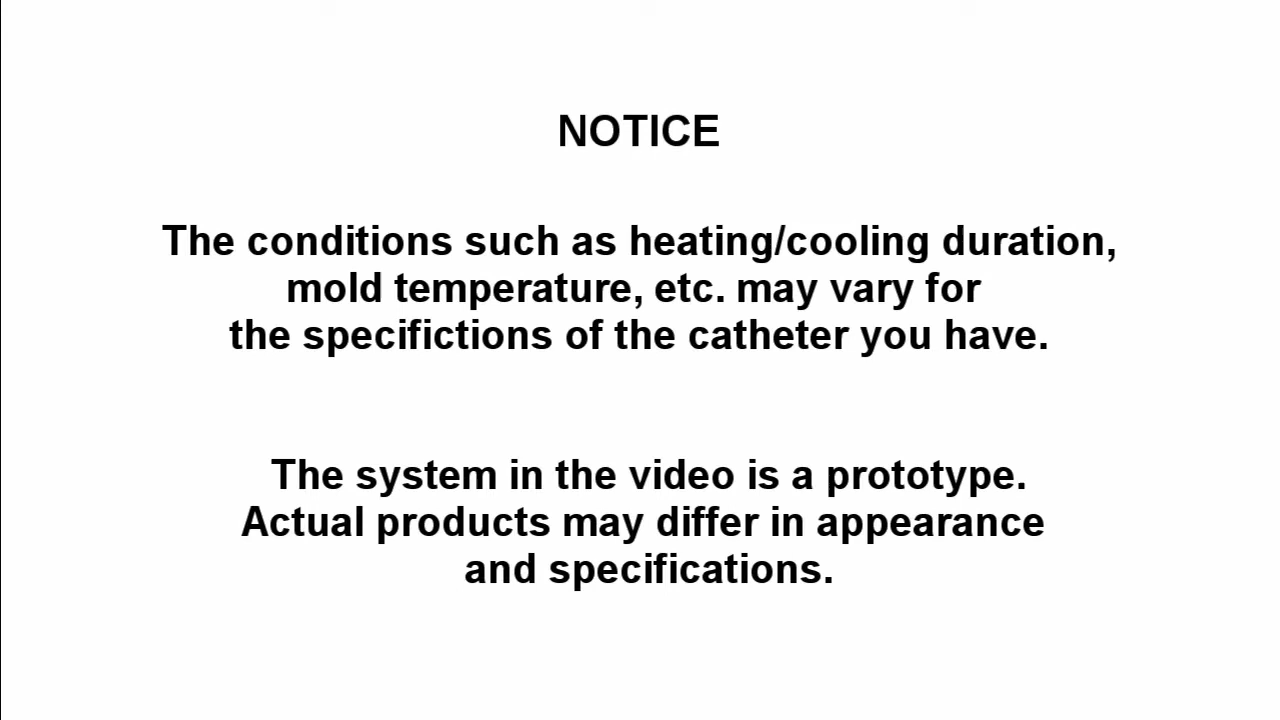 NOTICE
The conditions such as heating/cooling duration,
mold temperature, etc. may vary for
the specifictions of the catheter you have.
The system in the video is a prototype.
Actual products may differ in appearance
and specifications.